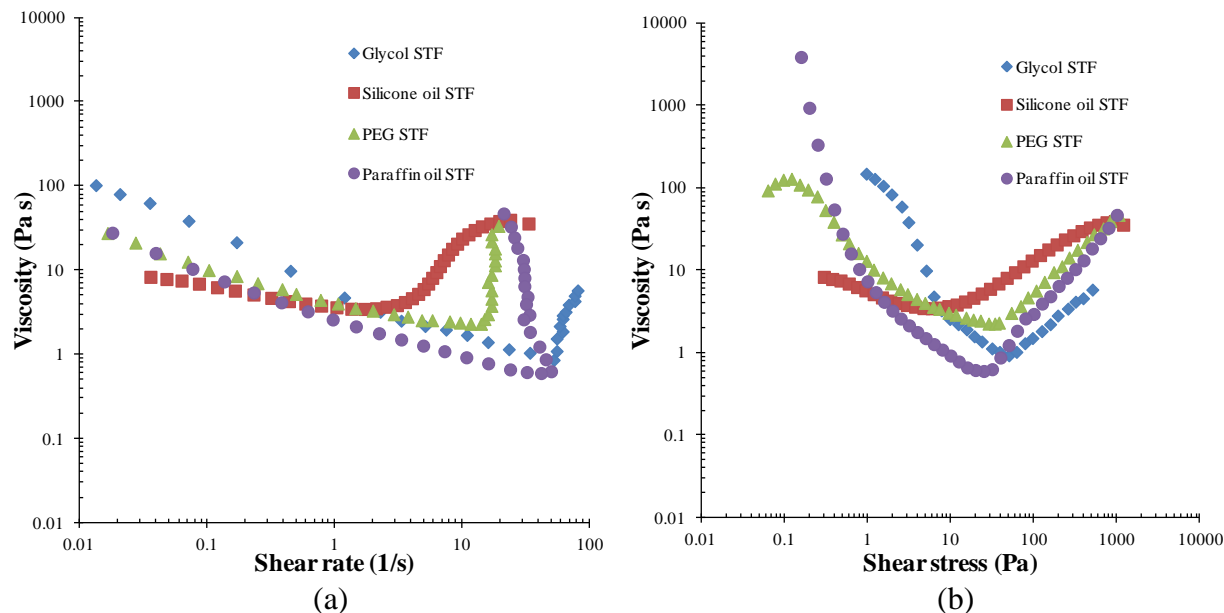 10000
1000
100
10
1
0.1
0.01
Viscosity (Pa s)
Glycol STF
Silicone oil STF
PEG STF
Paraffin oil STF
0.01 0.1 1 10 100
Shear rate (1/s)
(a)
10000
1000
100
10
1
0.1
0.01
Viscosity (Pa s)
Glycol STF
Silicone oil STF
PEG STF
Paraffin oil STF
0.01 0.1 1 10 100 1000 10000
Shear stress (Pa)
(b)